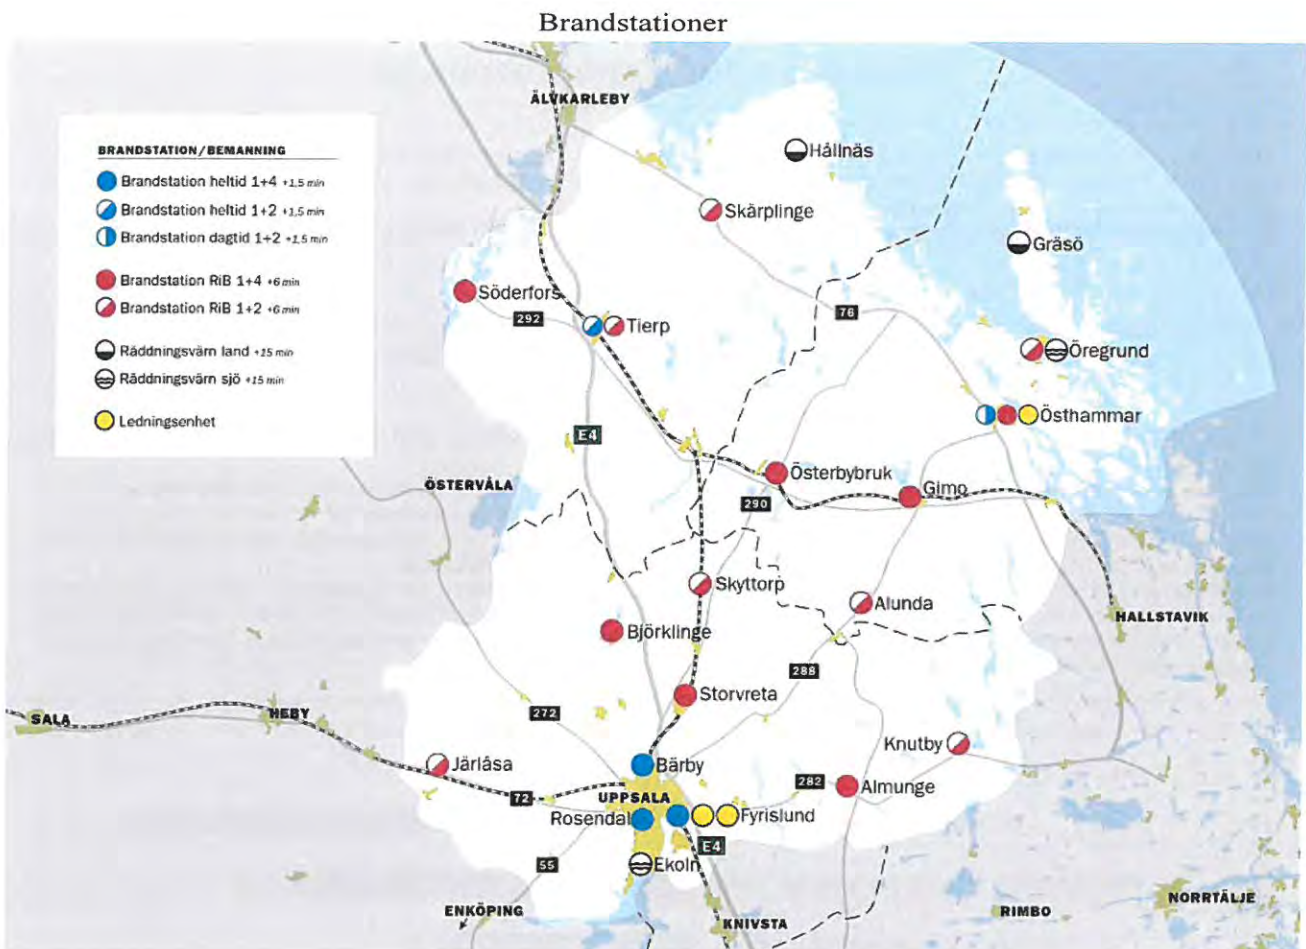 Brandstationer
ÄLVKARLEBY
BRANDSTATION/BEMANNING
Brandstation heltid 1+4 +1,5 min
Brandstation heltid 1+2 +1,5 min
Brandstation dagtid 1+2 +1,5 min
Brandstation RiB 1+4 +6 min
Brandstation RiB 1+2 +6 min
Räddningsvärn land +15 min
Räddningsvärn sjö +15 min
Ledningsenhet
Hållnäs
Skärplinge
Gräsö
Söderfors
292
Tierp
76
Öregrund
Östhammar
E4
Österbybruk
ÖSTERVÅLA
Gimo
290
Skyttorp
Alunda
HALLSTAVIK
Björklinge
288
Storvreta
SALA
HEBY
272
Knutby
Järlåsa
Bärby
282
Almunge
72
UPPSALA
Rosendal
Fyrislund
E4
55
Ekoln
ENKÖPING
KNIVSTA
RIMBO
NORRTÄLJE